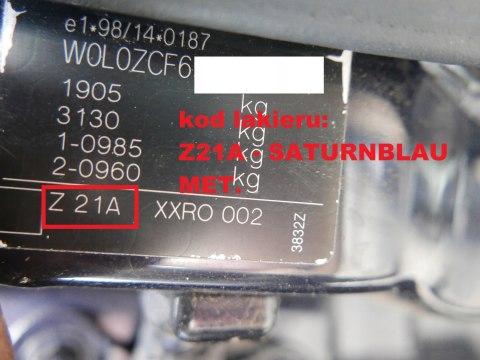 e1*98/14*0187
W0L0ZCF6
1905 kg
3130 kg
1-0985 kg
2-0960 kg
Z 21A XXRO 002
3832Z
kod lakieru:
Z21A - SATURNBLAU
MET.